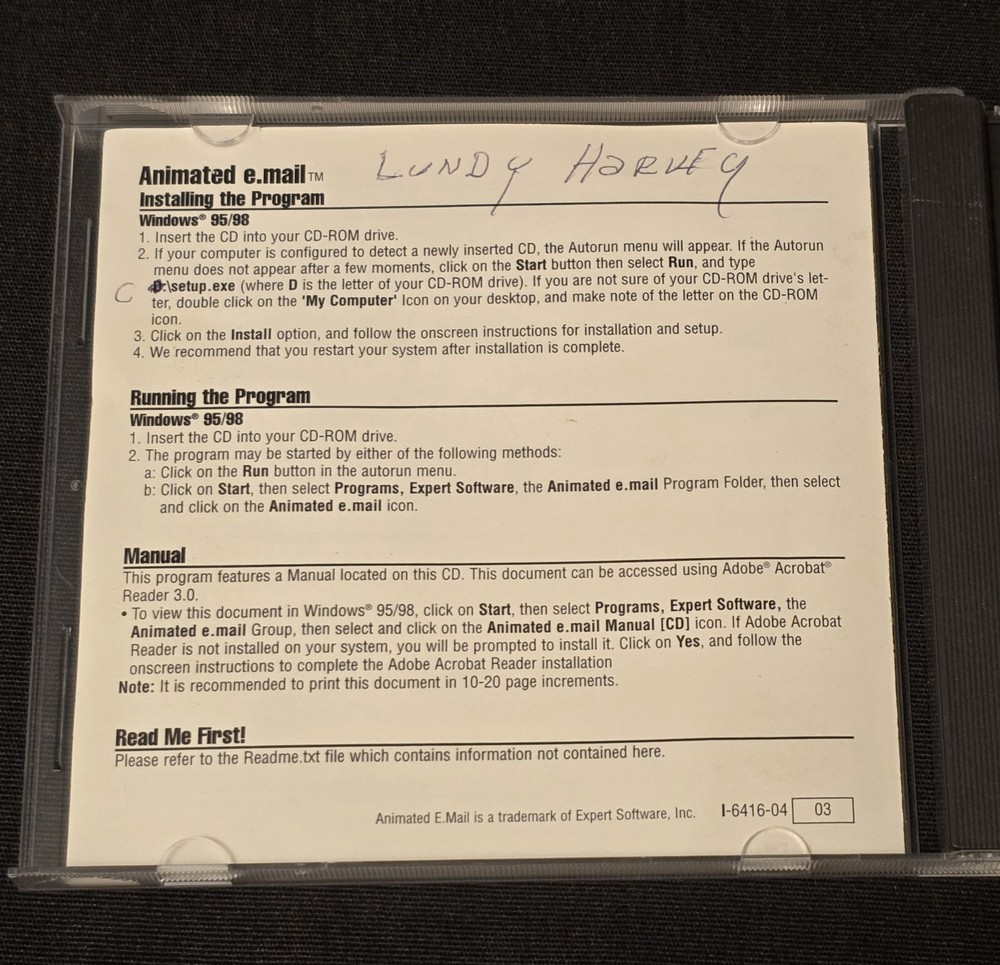 Animated e.mail™ LUNDY HARVEY
Installing the Program
Windows® 95/98
1. Insert the CD into your CD-ROM drive.
2. If your computer is configured to detect a newly inserted CD, the Autorun menu will appear. If the Autorun
menu does not appear after a few moments, click on the Start button then select Run, and type
C D:\setup.exe (where D is the letter of your CD-ROM drive). If you are not sure of your CD-ROM drive's let-
ter, double click on the 'My Computer' Icon on your desktop, and make note of the letter on the CD-ROM
icon.
3. Click on the Install option, and follow the onscreen instructions for installation and setup.
4. We recommend that you restart your system after installation is complete.
Running the Program
Windows® 95/98
1. Insert the CD into your CD-ROM drive.
2. The program may be started by either of the following methods:
a: Click on the Run button in the autorun menu.
b: Click on Start, then select Programs, Expert Software, the Animated e.mail Program Folder, then select
and click on the Animated e.mail icon.
Manual
This program features a Manual located on this CD. This document can be accessed using Adobe® Acrobat®
Reader 3.0.
• To view this document in Windows® 95/98, click on Start, then select Programs, Expert Software, the
Animated e.mail Group, then select and click on the Animated e.mail Manual [CD] icon. If Adobe Acrobat
Reader is not installed on your system, you will be prompted to install it. Click on Yes, and follow the
onscreen instructions to complete the Adobe Acrobat Reader installation
Note: It is recommended to print this document in 10-20 page increments.
Read Me First!
Please refer to the Readme.txt file which contains information not contained here.
Animated E.Mail is a trademark of Expert Software, Inc. I-6416-04 03